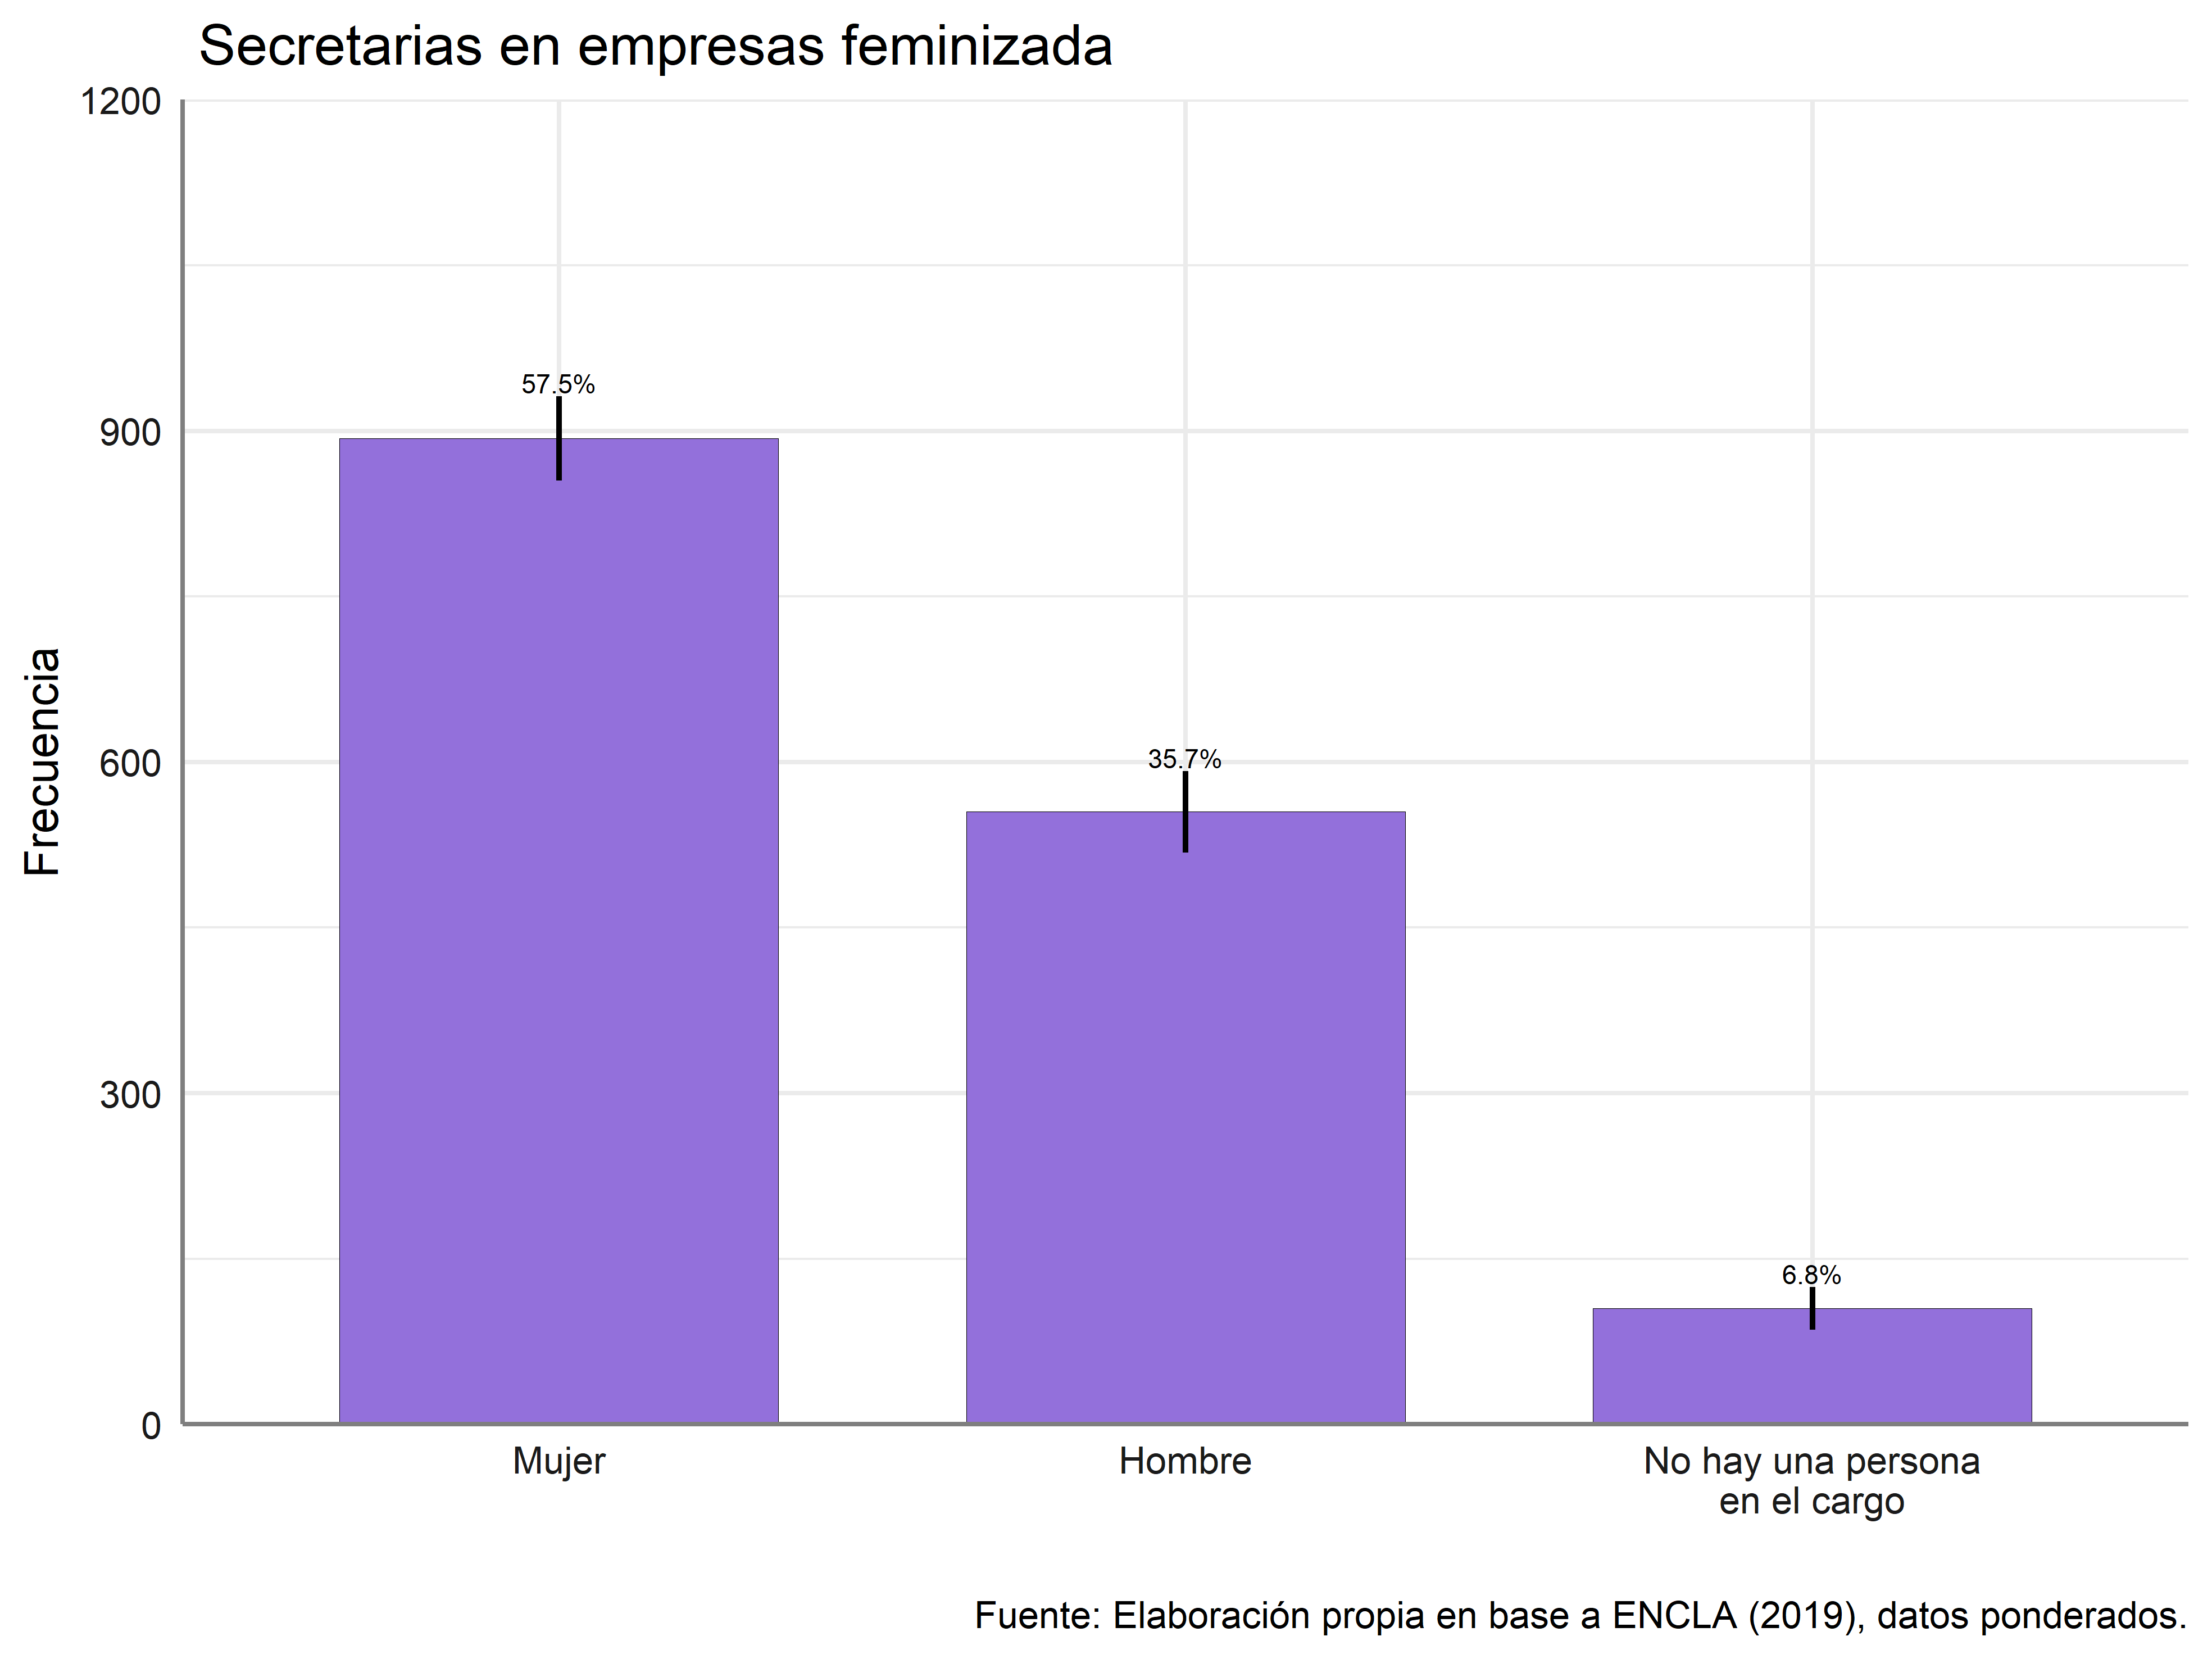 Secretarias en empresas feminizada
1200
900
600
300
0
Frecuencia
57.5%
35.7%
6.8%
Mujer
Hombre
No hay una persona
en el cargo
Fuente: Elaboración propia en base a ENCLA (2019), datos ponderados.